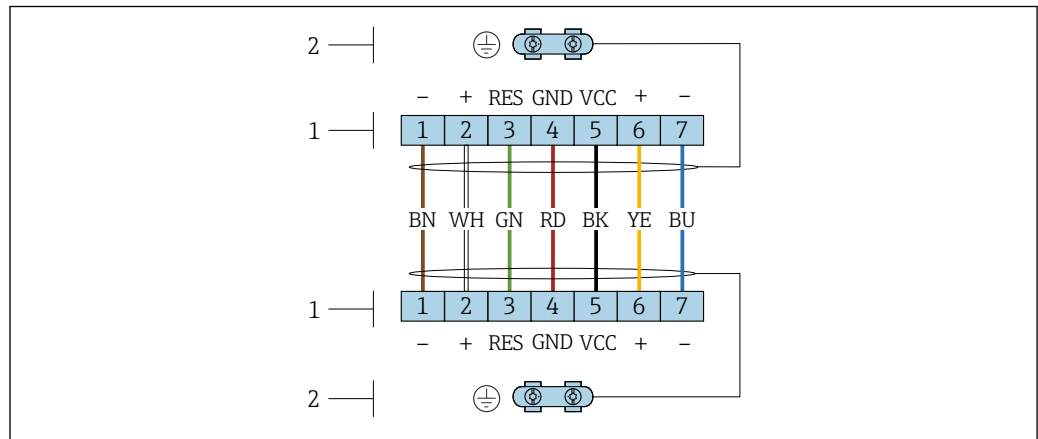 2
– + RES GND VCC + –
1 1 2 3 4 5 6 7
BN WH GN RD BK YE BU
1 1 2 3 4 5 6 7
– + RES GND VCC + –
2